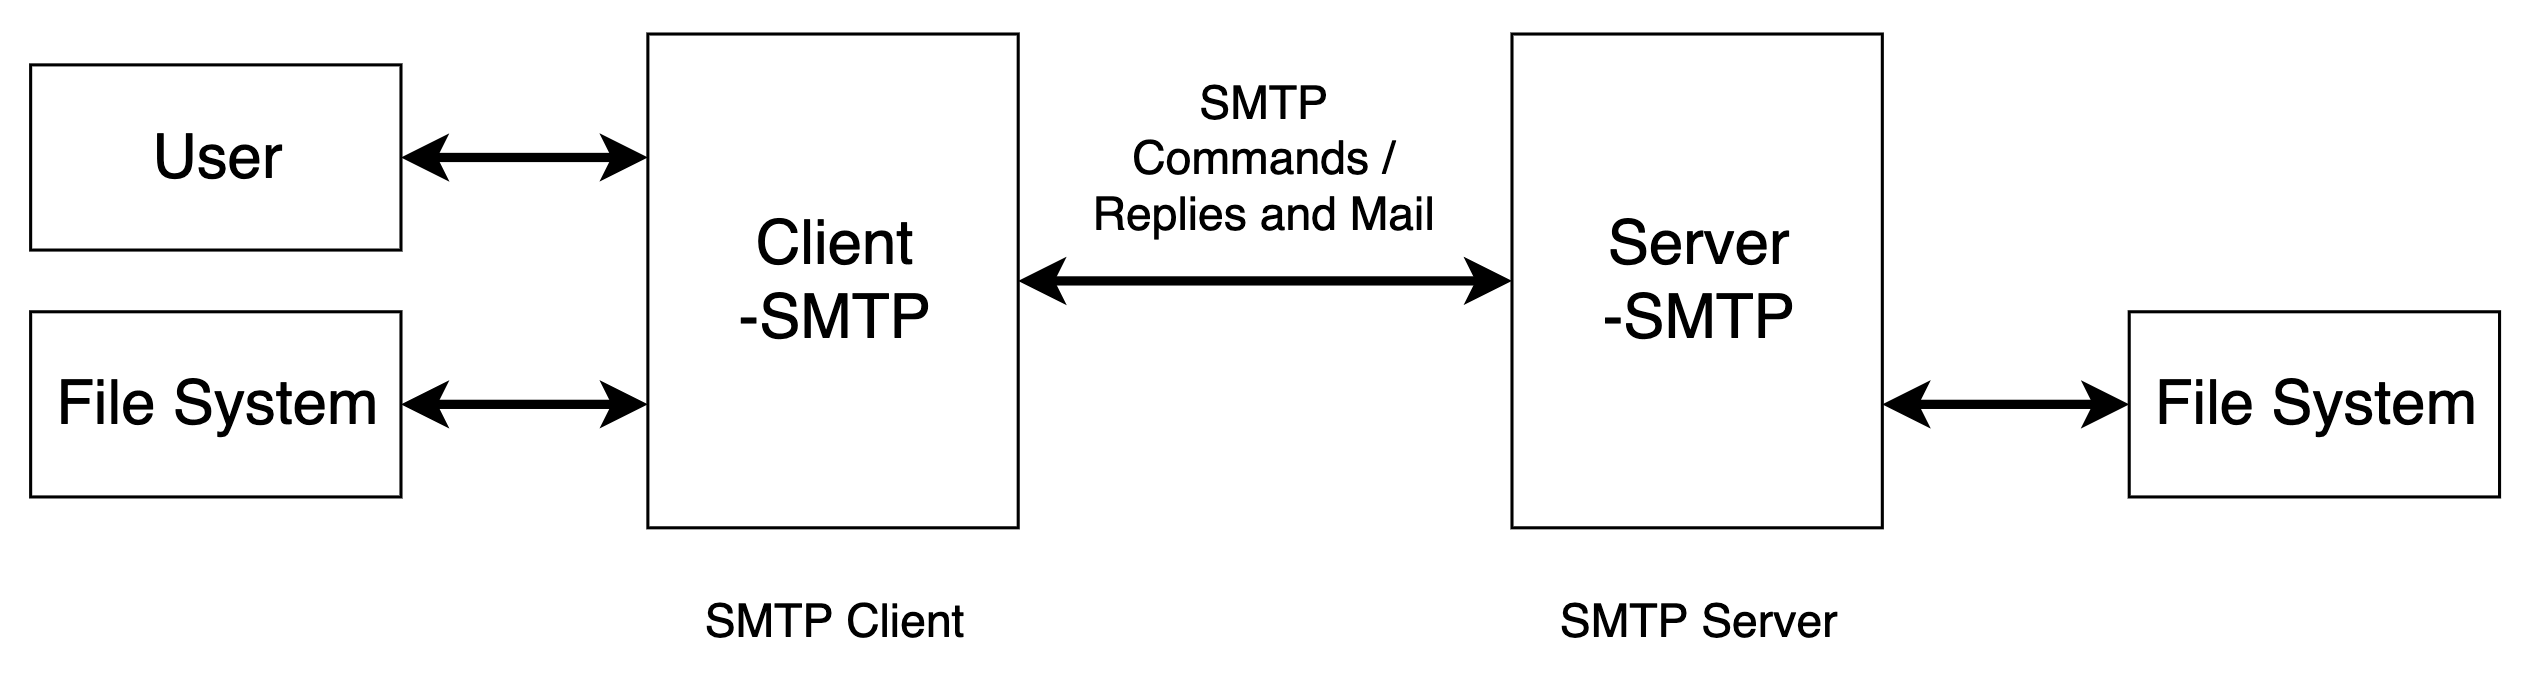 User
File System
Client
-SMTP
SMTP
Commands /
Replies and Mail
Server
-SMTP
File System
SMTP Client
SMTP Server